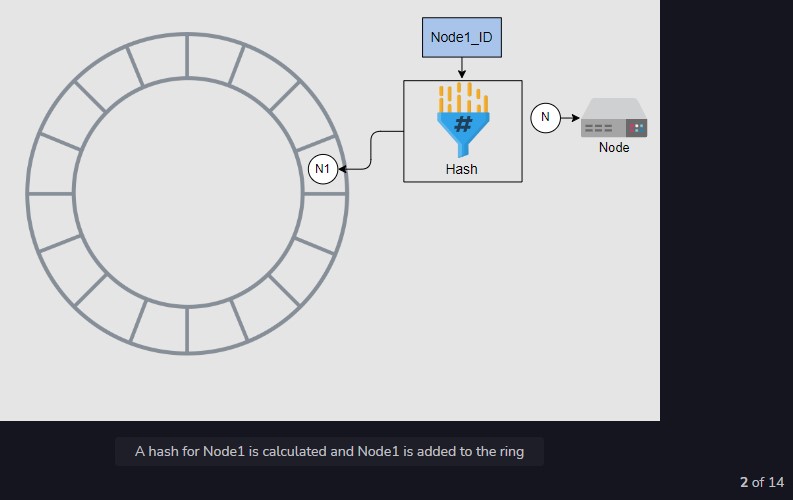 Node1_ID
#
Hash
N1
N
Node
A hash for Node1 is calculated and Node1 is added to the ring
2 of 14